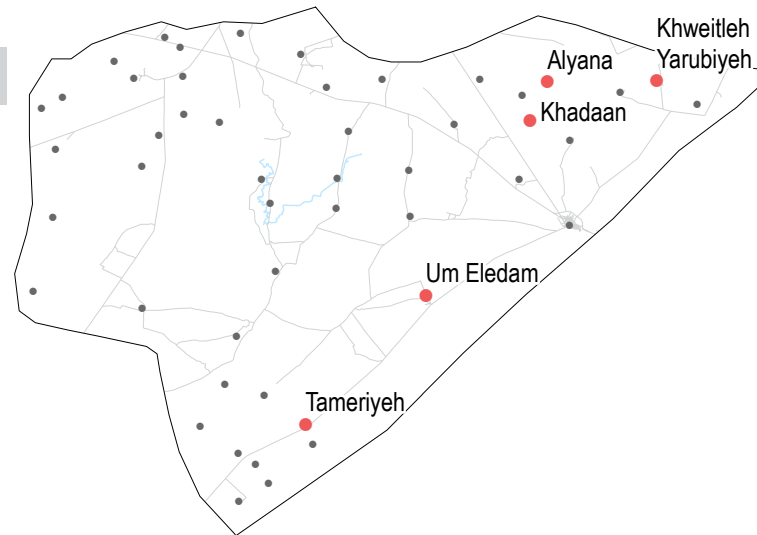 Khweitleh
Yarubiyeh
Alyana
Khadaan
Um Eledam
Tameriyeh